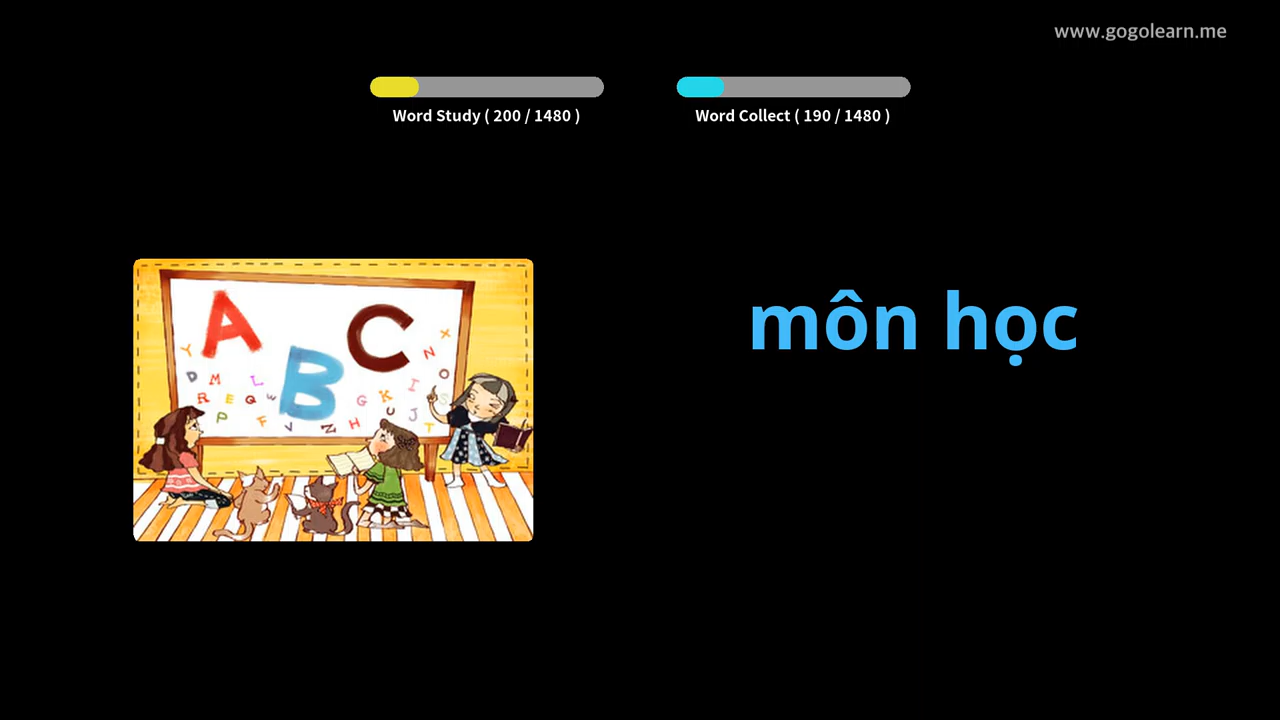 www.gogolearn.me
Word Study ( 200 / 1480 )
Word Collect ( 190 / 1480 )
môn học
A
B
C
Y
X
N
D
M
L
O
I
R
E
Q
W
G
K
S
P
F
V
Z
H
U
J
T